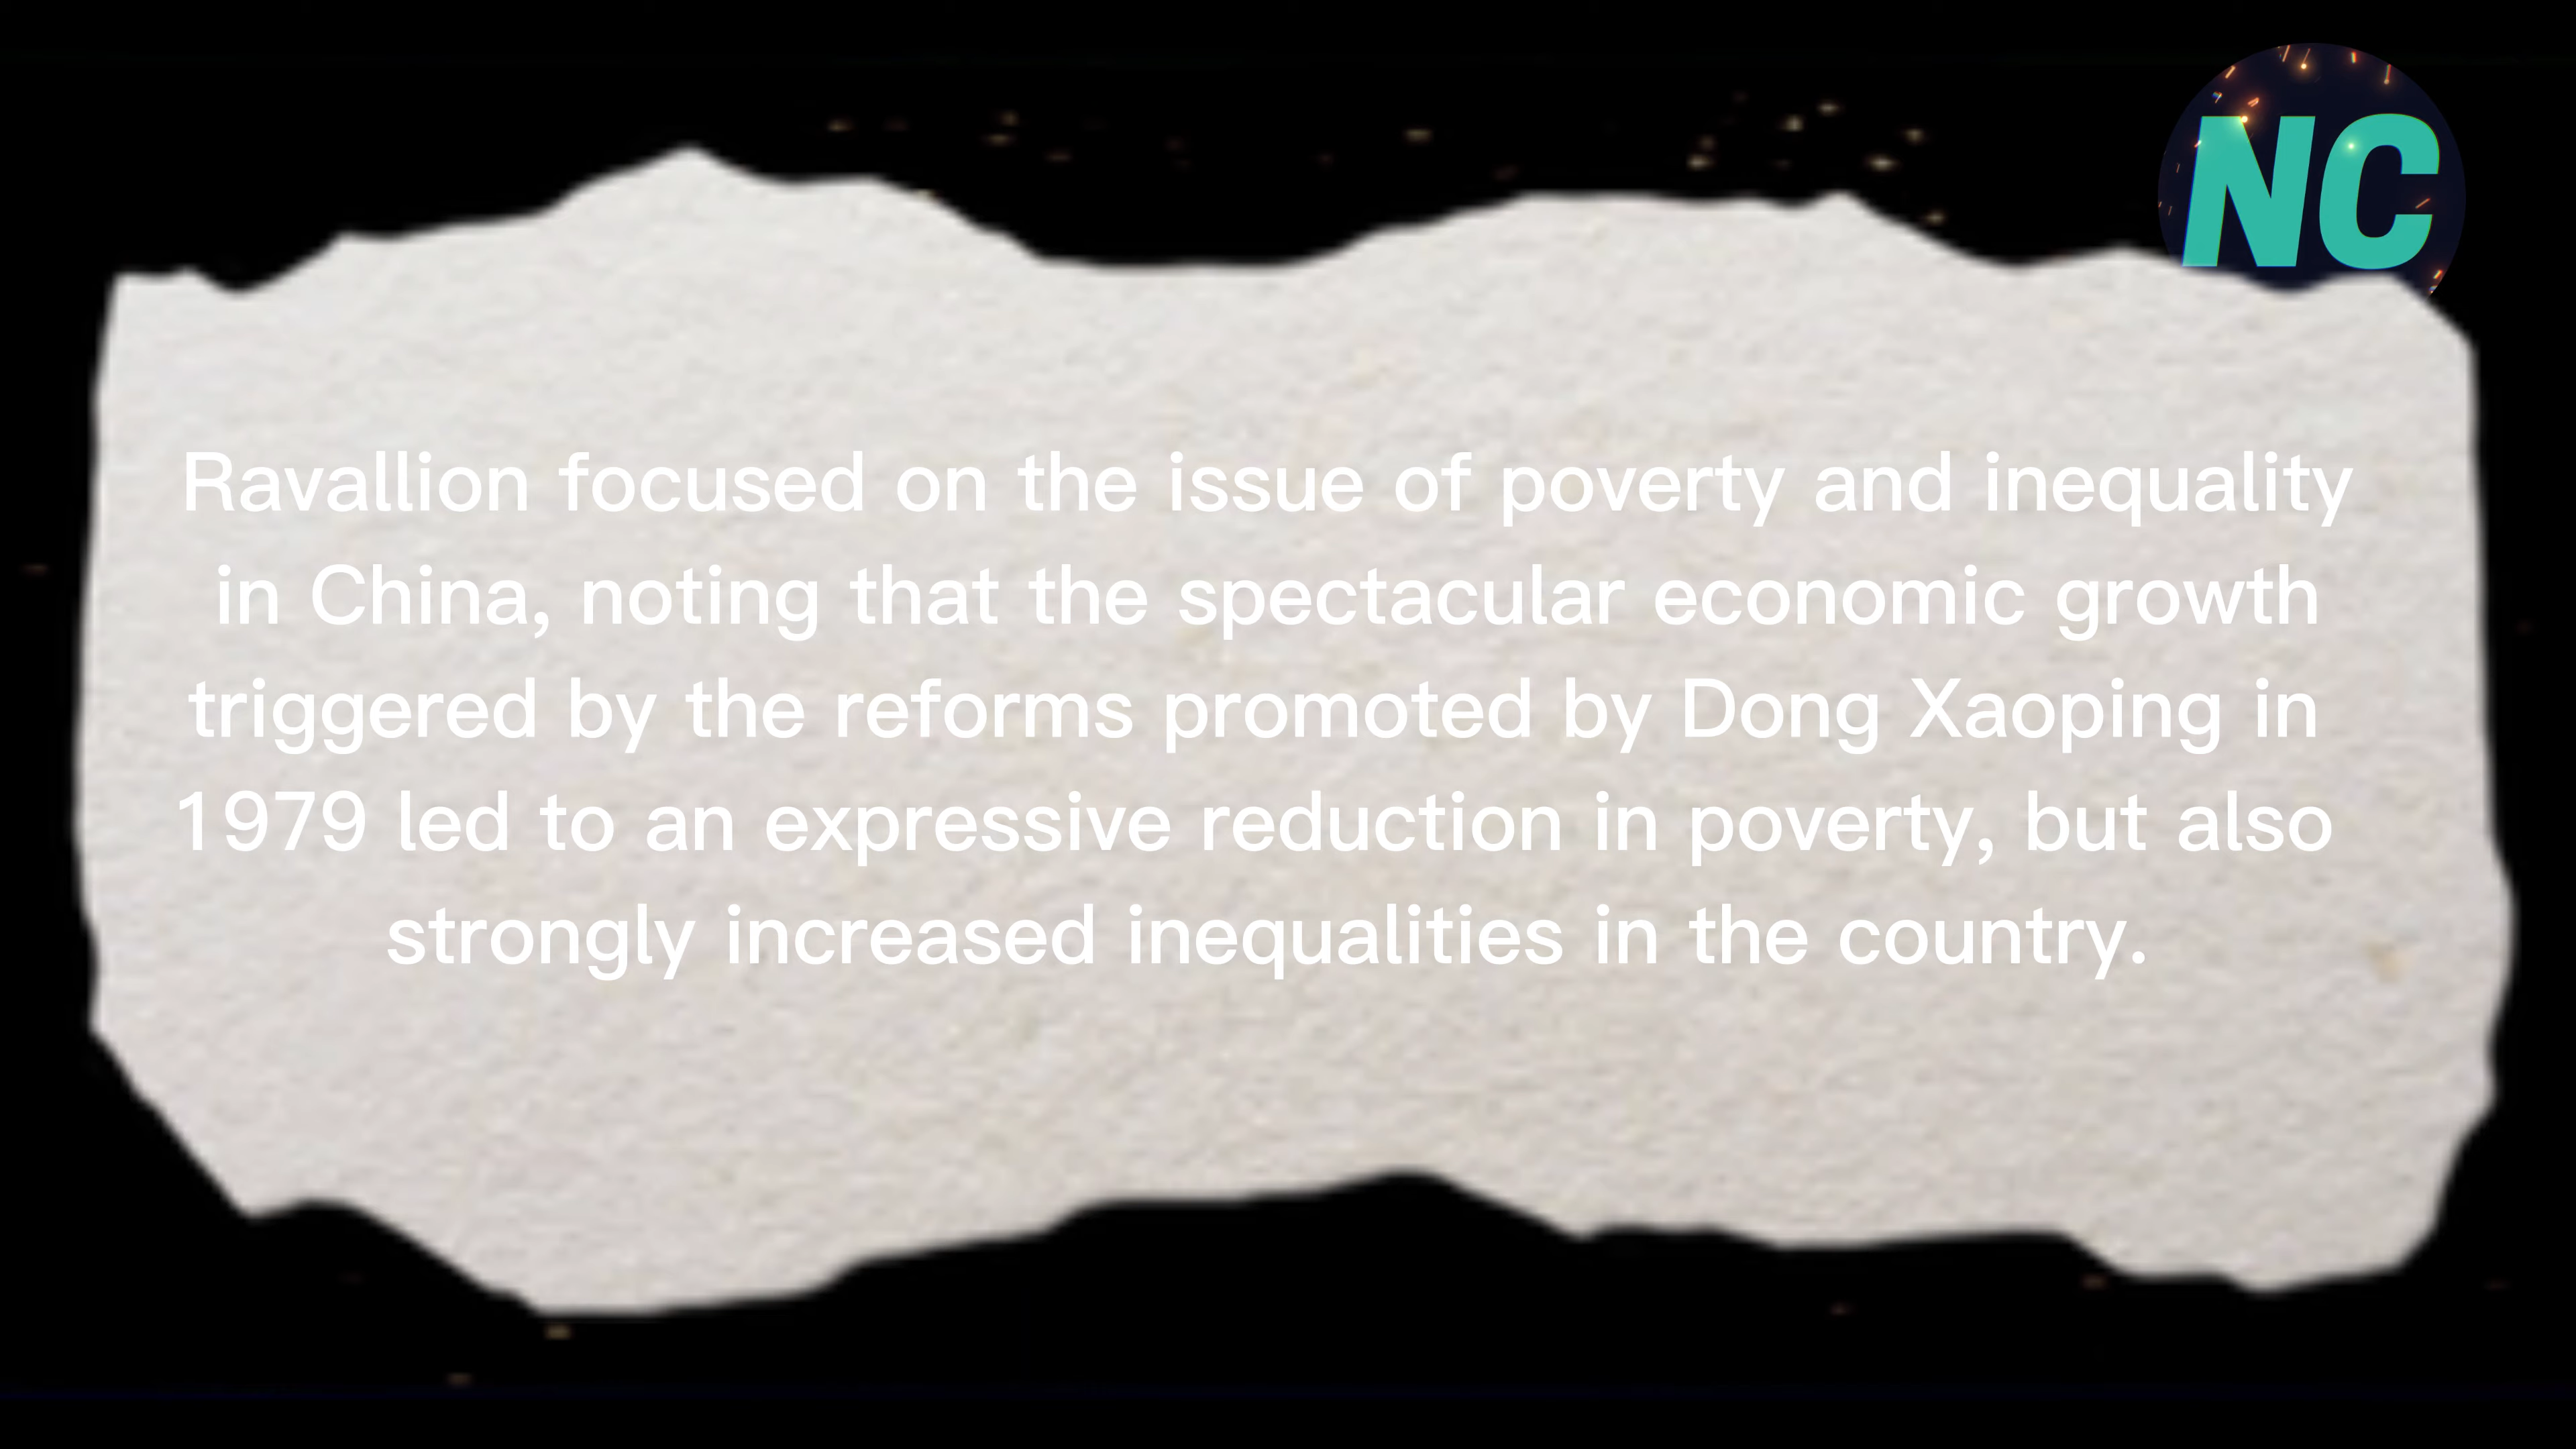 NC
Ravallion focused on the issue of poverty and inequality
in China, noting that the spectacular economic growth
triggered by the reforms promoted by Dong Xaoping in
1979 led to an expressive reduction in poverty, but also
strongly increased inequalities in the country.